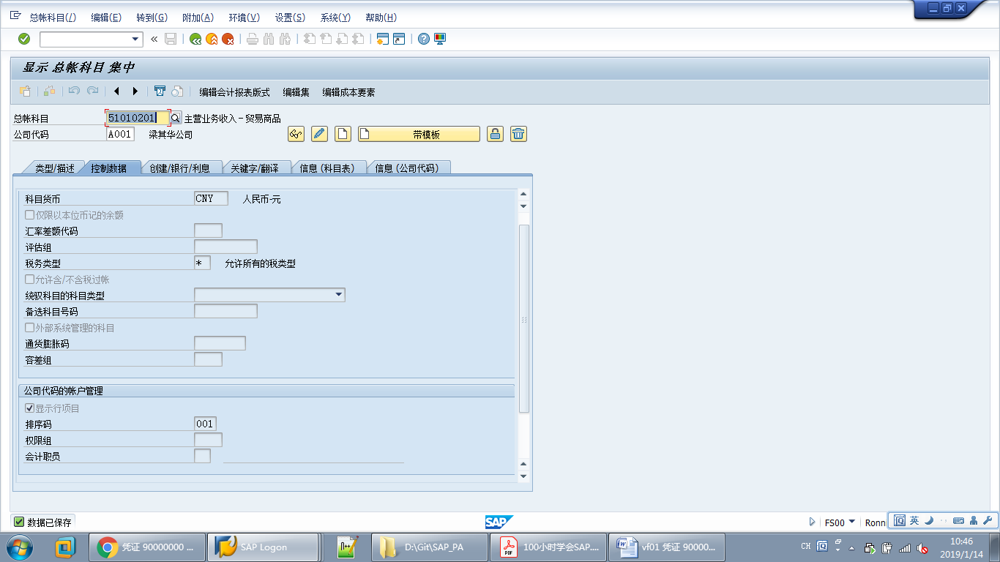 总帐科目(/) 编辑(E) 转到(G) 附加(A) 环境(V) 设置(S) 系统(Y) 帮助(H)
显示 总帐科目 集中
编辑会计报表版式 编辑集 编辑成本要素
总帐科目 51010201 主营业务收入-贸易商品
公司代码 A001 梁其华公司 带模板
类型/描述 控制数据 创建/银行/利息 关键字/翻译 信息(科目表) 信息(公司代码)
科目货币 CNY 人民币-元
仅限以本位币记的余额
汇率差额代码
评估组
税务类型 * 允许所有的税类型
允许含/不含税过帐
统驭科目的科目类型
备选科目号码
外部系统管理的科目
通货膨胀码
容差组
公司代码的帐户管理
显示行项目
排序码 001
权限组
会计职员
数据已保存 SAP FS00 Ronn 英
凭证 90000000 ... SAP Logon D:\Git\SAP_PA 100小时学会SAP.... vf01 凭证 90000... CH 10:46
2019/1/14